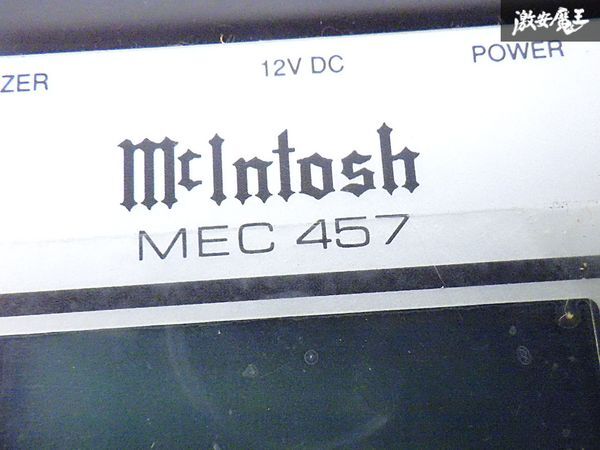 激安魔王
ZER 12V DC POWER
McIntosh
MEC 457